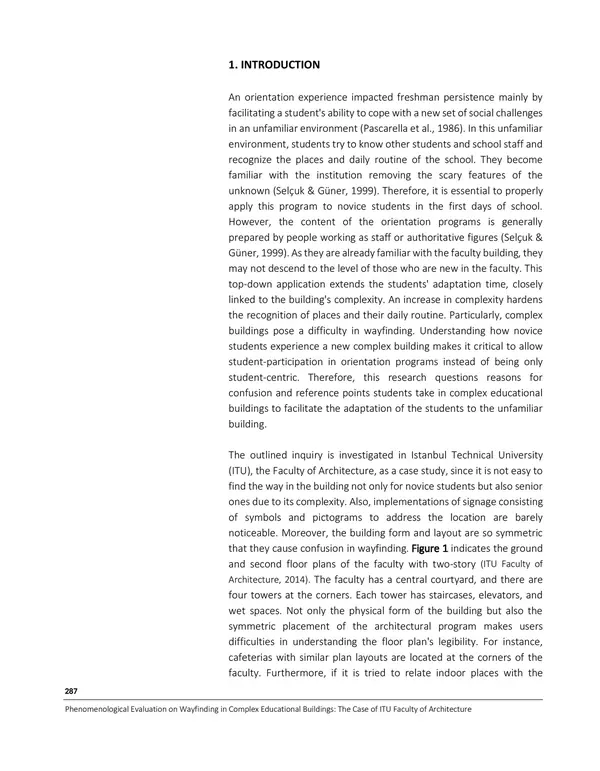 1. INTRODUCTION
An orientation experience impacted freshman persistence mainly by
facilitating a student's ability to cope with a new set of social challenges
in an unfamiliar environment (Pascarella et al., 1986). In this unfamiliar
environment, students try to know other students and school staff and
recognize the places and daily routine of the school. They become
familiar with the institution removing the scary features of the
unknown (Selçuk & Güner, 1999). Therefore, it is essential to properly
apply this program to novice students in the first days of school.
However, the content of the orientation programs is generally
prepared by people working as staff or authoritative figures (Selçuk &
Güner, 1999). As they are already familiar with the faculty building, they
may not descend to the level of those who are new in the faculty. This
top-down application extends the students' adaptation time, closely
linked to the building's complexity. An increase in complexity hardens
the recognition of places and their daily routine. Particularly, complex
buildings pose a difficulty in wayfinding. Understanding how novice
students experience a new complex building makes it critical to allow
student-participation in orientation programs instead of being only
student-centric. Therefore, this research questions reasons for
confusion and reference points students take in complex educational
buildings to facilitate the adaptation of the students to the unfamiliar
building.
The outlined inquiry is investigated in Istanbul Technical University
(ITU), the Faculty of Architecture, as a case study, since it is not easy to
find the way in the building not only for novice students but also senior
ones due to its complexity. Also, implementations of signage consisting
of symbols and pictograms to address the location are barely
noticeable. Moreover, the building form and layout are so symmetric
that they cause confusion in wayfinding. Figure 1 indicates the ground
and second floor plans of the faculty with two-story (ITU Faculty of
Architecture, 2014). The faculty has a central courtyard, and there are
four towers at the corners. Each tower has staircases, elevators, and
wet spaces. Not only the physical form of the building but also the
symmetric placement of the architectural program makes users
difficulties in understanding the floor plan's legibility. For instance,
cafeterias with similar plan layouts are located at the corners of the
faculty. Furthermore, if it is tried to relate indoor places with the
287
Phenomenological Evaluation on Wayfinding in Complex Educational Buildings: The Case of ITU Faculty of Architecture